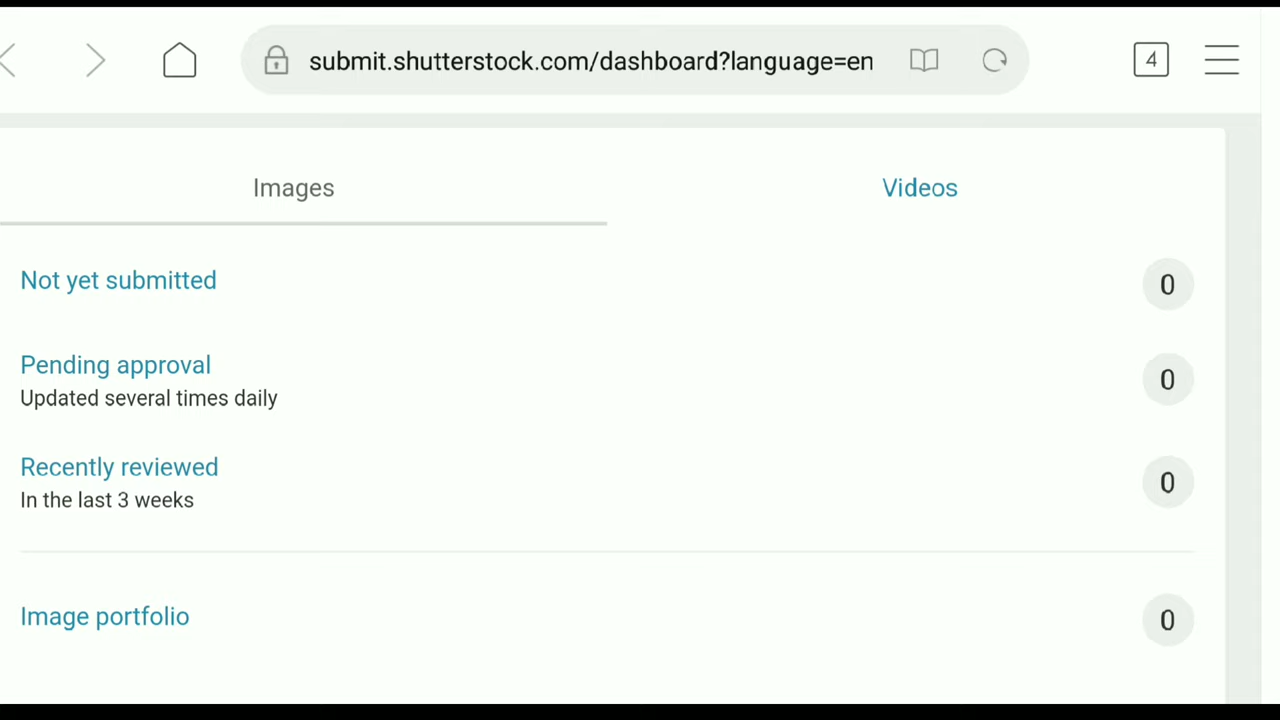 submit.shutterstock.com/dashboard?language=en
4
Images
Videos
Not yet submitted
0
Pending approval
0
Updated several times daily
Recently reviewed
0
In the last 3 weeks
Image portfolio
0